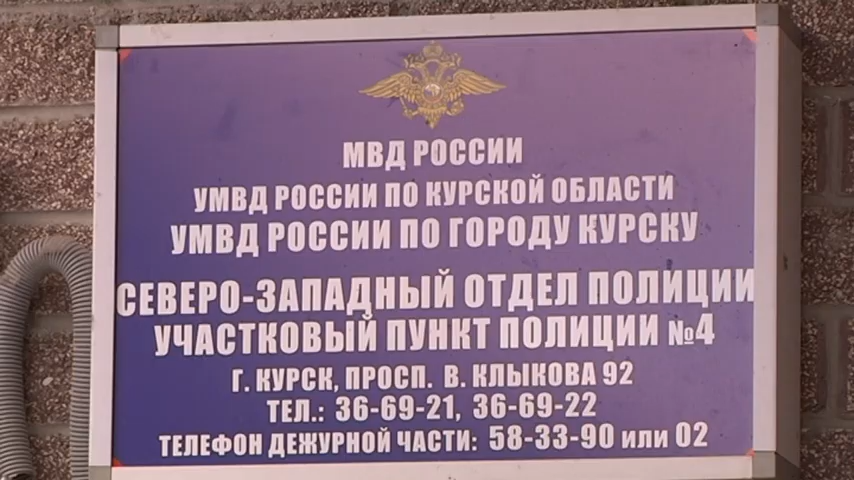 МВД РОССИИ
УМВД РОССИИ ПО КУРСКОЙ ОБЛАСТИ
УМВД РОССИИ ПО ГОРОДУ КУРСКУ
СЕВЕРО-ЗАПАДНЫЙ ОТДЕЛ ПОЛИЦИИ
УЧАСТКОВЫЙ ПУНКТ ПОЛИЦИИ №4
Г. КУРСК, ПРОСП. В. КЛЫКОВА 92
ТЕЛ.: 36-69-21, 36-69-22
ТЕЛЕФОН ДЕЖУРНОЙ ЧАСТИ: 58-33-90 или 02